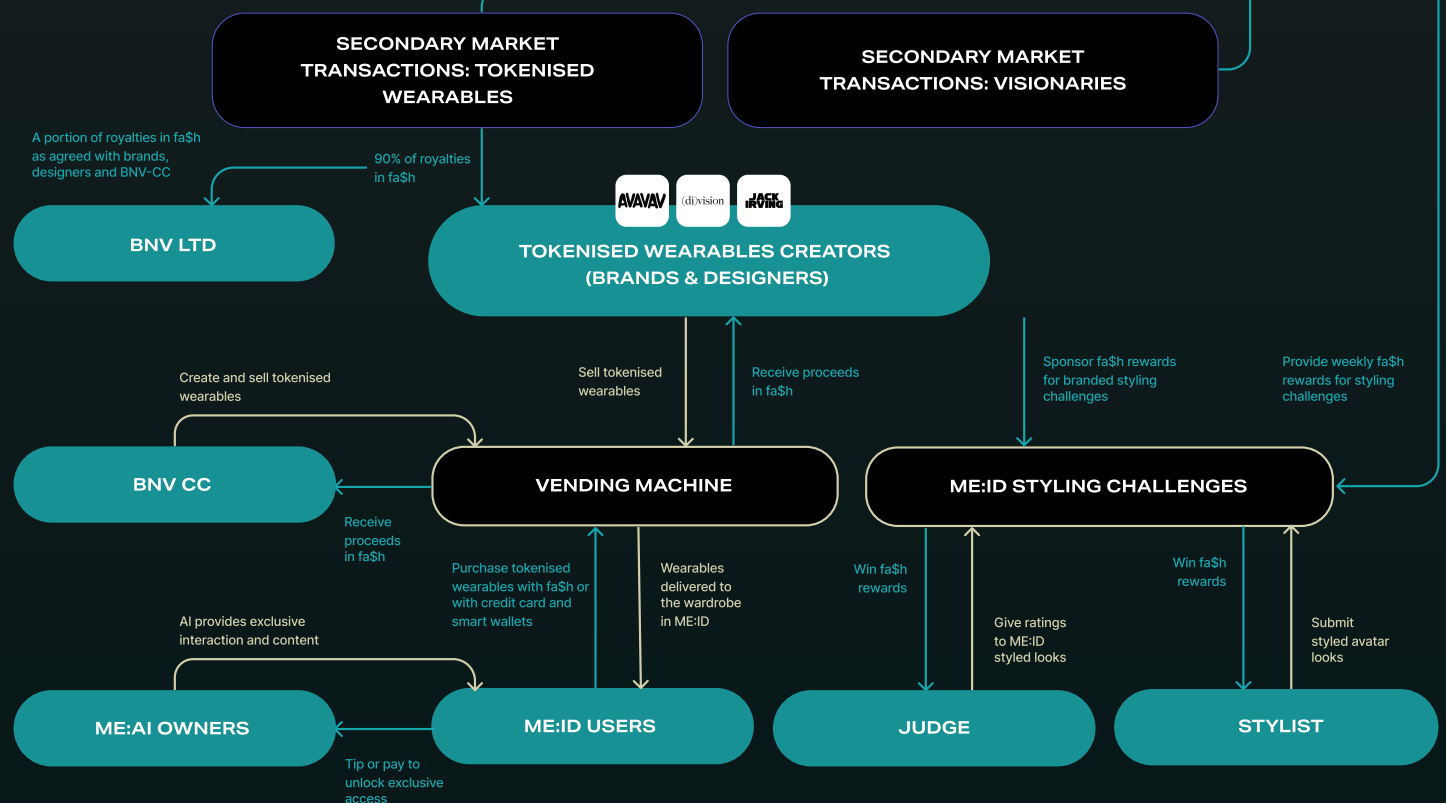 SECONDARY MARKET
TRANSACTIONS: TOKENISED
WEARABLES
SECONDARY MARKET
TRANSACTIONS: VISIONARIES
A portion of royalties in fa$h
as agreed with brands,
designers and BNV-CC
90% of royalties
in fa$h
BNV LTD
AVAVAV
(di)vision
JACK
IRVING
TOKENISED WEARABLES CREATORS
(BRANDS & DESIGNERS)
Create and sell tokenised
wearables
Sell tokenised
wearables
Receive proceeds
in fa$h
Sponsor fa$h rewards
for branded styling
challenges
Provide weekly fa$h
rewards for styling
challenges
BNV CC
VENDING MACHINE
ME:ID STYLING CHALLENGES
Receive
proceeds
in fa$h
Purchase tokenised
wearables with fa$h or
with credit card and
smart wallets
Wearables
delivered to
the wardrobe
in ME:ID
Win fa$h
rewards
Give ratings
to ME:ID
styled looks
Win fa$h
rewards
Submit
styled avatar
looks
AI provides exclusive
interaction and content
ME:AI OWNERS
ME:ID USERS
JUDGE
STYLIST
Tip or pay to
unlock exclusive
access